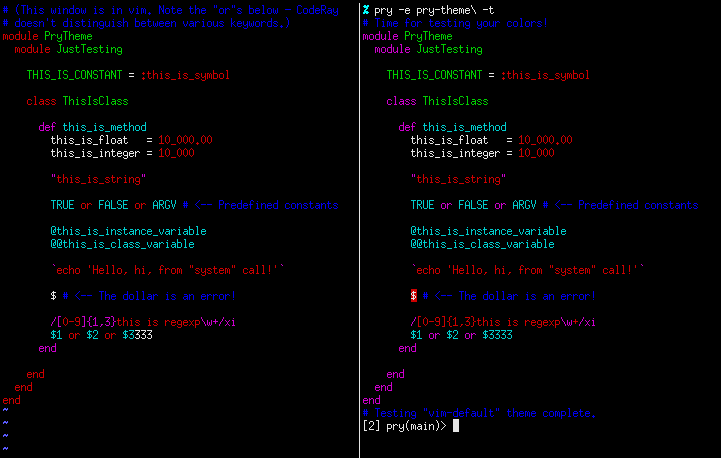 # (This window is in vim. Note the "or"s below - CodeRay
# doesn't distinguish between various keywords.)
module PryTheme
  module JustTesting

    THIS_IS_CONSTANT = :this_is_symbol

    class ThisIsClass

      def this_is_method
        this_is_float   = 10_000.00
        this_is_integer = 10_000

        "this_is_string"

        TRUE or FALSE or ARGV # <-- Predefined constants

        @this_is_instance_variable
        @@this_is_class_variable

        `echo 'Hello, hi, from "system" call!'`

        $ # <-- The dollar is an error!

        /[0-9]{1,3}this is regexp\w+/xi
        $1 or $2 or $3333
      end

    end
  end
end
~
~
~
~
% pry -e pry-theme\ -t
# Time for testing your colors!
module PryTheme
  module JustTesting

    THIS_IS_CONSTANT = :this_is_symbol

    class ThisIsClass

      def this_is_method
        this_is_float   = 10_000.00
        this_is_integer = 10_000

        "this_is_string"

        TRUE or FALSE or ARGV # <-- Predefined constants

        @this_is_instance_variable
        @@this_is_class_variable

        `echo 'Hello, hi, from "system" call!'`

        $ # <-- The dollar is an error!

        /[0-9]{1,3}this is regexp\w+/xi
        $1 or $2 or $3333
      end

    end
  end
end
# Testing "vim-default" theme complete.
[2] pry(main)>